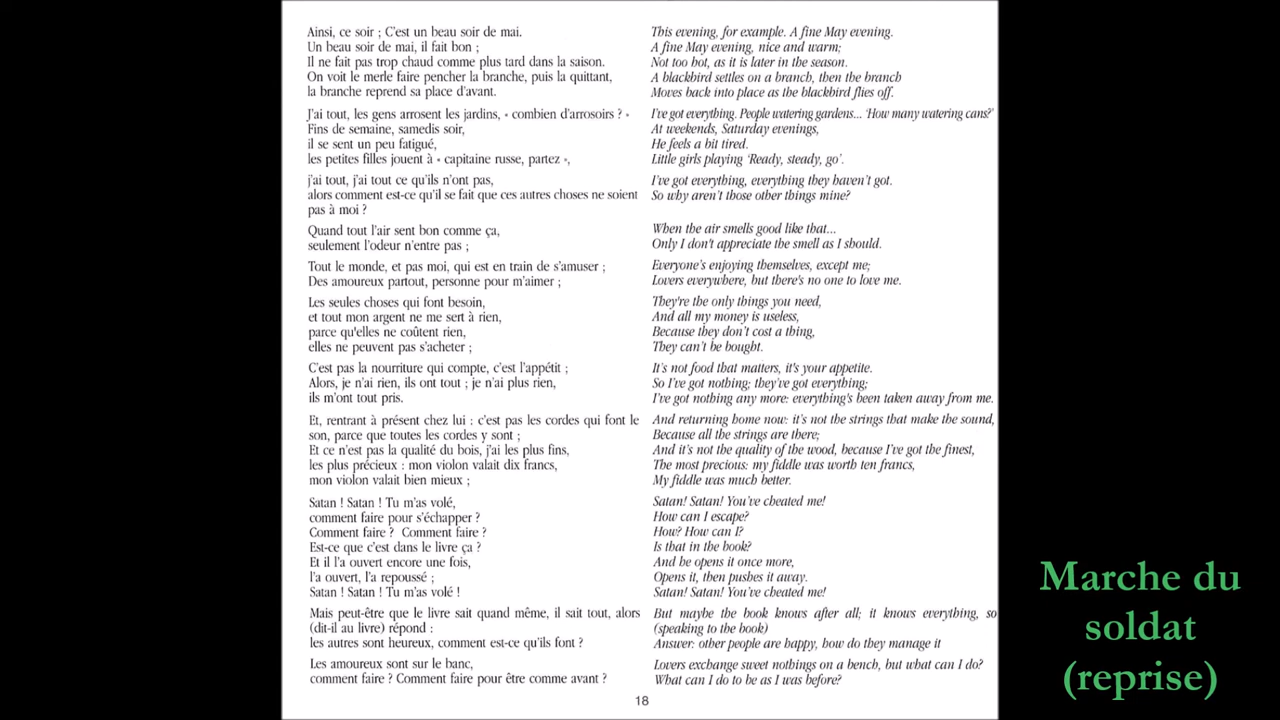 Ainsi, ce soir ; C'est un beau soir de mai.
Un beau soir de mai, il fait bon ;
Il ne fait pas trop chaud comme plus tard dans la saison.
On voit le merle faire pencher la branche, puis la quittant,
la branche reprend sa place d'avant.
J'ai tout, les gens arrosent les jardins, « combien d'arrosoirs ? »
Fins de semaine, samedis soir,
il se sent un peu fatigué,
les petites filles jouent à « capitaine russe, partez »,
j'ai tout, j'ai tout ce qu'ils n'ont pas,
alors comment est-ce qu'il se fait que ces autres choses ne soient
pas à moi ?
Quand tout l'air sent bon comme ça,
seulement l'odeur n'entre pas ;
Tout le monde, et pas moi, qui est en train de s'amuser ;
Des amoureux partout, personne pour m'aimer ;
Les seules choses qui font besoin,
et tout mon argent ne me sert à rien,
parce qu'elles ne coûtent rien,
elles ne peuvent pas s'acheter ;
C'est pas la nourriture qui compte, c'est l'appétit ;
Alors, je n'ai rien, ils ont tout ; je n'ai plus rien,
ils m'ont tout pris.
Et, rentrant à présent chez lui : c'est pas les cordes qui font le
son, parce que toutes les cordes y sont ;
Et ce n'est pas la qualité du bois, j'ai les plus fins,
les plus précieux : mon violon valait dix francs,
mon violon valait bien mieux ;
Satan ! Satan ! Tu m'as volé,
comment faire pour s'échapper ?
Comment faire ? Comment faire ?
Est-ce que c'est dans le livre ça ?
Et il l'a ouvert encore une fois,
l'a ouvert, l'a repoussé ;
Satan ! Satan ! Tu m'as volé !
Mais peut-être que le livre sait quand même, il sait tout, alors
(dit-il au livre) répond :
les autres sont heureux, comment est-ce qu'ils font ?
Les amoureux sont sur le banc,
comment faire ? Comment faire pour être comme avant ?
This evening, for example. A fine May evening.
A fine May evening, nice and warm;
Not too hot, as it is later in the season.
A blackbird settles on a branch, then the branch
Moves back into place as the blackbird flies off.
I've got everything. People watering gardens... 'How many watering cans?'
At weekends, Saturday evenings,
He feels a bit tired.
Little girls playing 'Ready, steady, go'.
I've got everything, everything they haven't got.
So why aren't those other things mine?
When the air smells good like that...
Only I don't appreciate the smell as I should.
Everyone's enjoying themselves, except me;
Lovers everywhere, but there's no one to love me.
They're the only things you need,
And all my money is useless,
Because they don't cost a thing,
They can't be bought.
It's not food that matters, it's your appetite.
So I've got nothing; they've got everything;
I've got nothing any more: everything's been taken away from me.
And returning home now: it's not the strings that make the sound,
Because all the strings are there;
And it's not the quality of the wood, because I've got the finest,
The most precious: my fiddle was worth ten francs,
My fiddle was much better.
Satan! Satan! You've cheated me!
How can I escape?
How? How can I?
Is that in the book?
And he opens it once more,
Opens it, then pushes it away.
Satan! Satan! You've cheated me!
But maybe the book knows after all; it knows everything, so
(speaking to the book)
Answer: other people are happy, how do they manage it
Lovers exchange sweet nothings on a bench, but what can I do?
What can I do to be as I was before?
18
Marche du
soldat
(reprise)